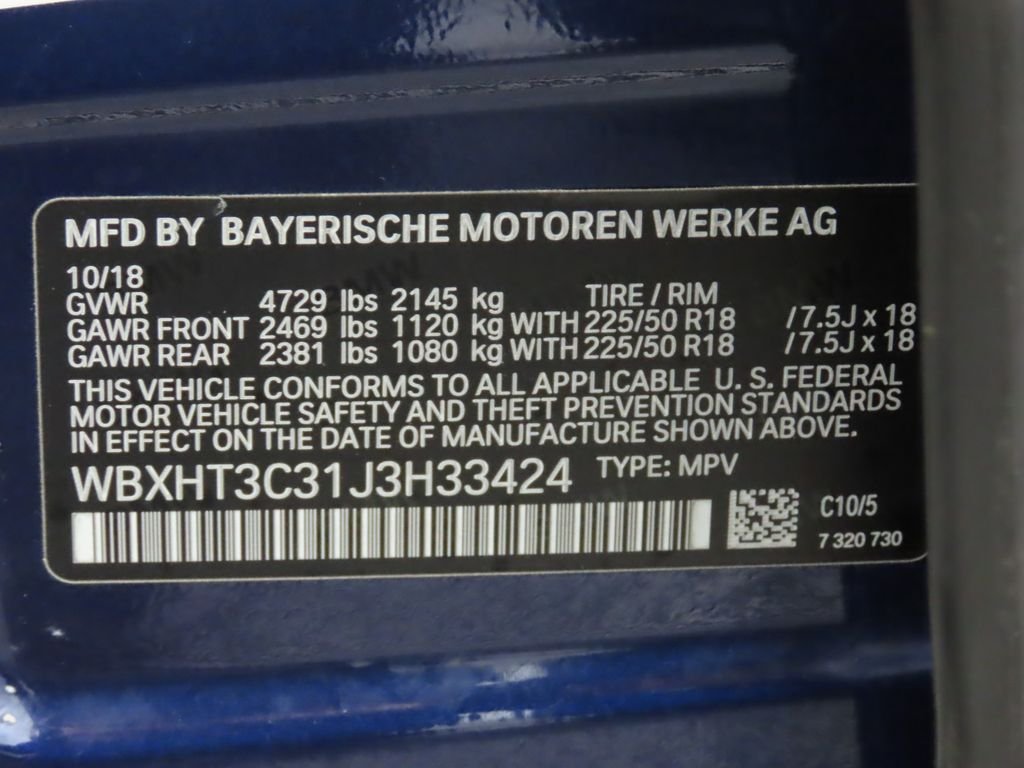 MFD BY BAYERISCHE MOTOREN WERKE AG
10/18
GVWR 4729 lbs 2145 kg TIRE / RIM
GAWR FRONT 2469 lbs 1120 kg WITH 225/50 R18 /7.5J x 18
GAWR REAR 2381 lbs 1080 kg WITH 225/50 R18 /7.5J x 18
THIS VEHICLE CONFORMS TO ALL APPLICABLE U. S. FEDERAL
MOTOR VEHICLE SAFETY AND THEFT PREVENTION STANDARDS
IN EFFECT ON THE DATE OF MANUFACTURE SHOWN ABOVE.
WBXHT3C31J3H33424 TYPE: MPV
C10/5
7 320 730